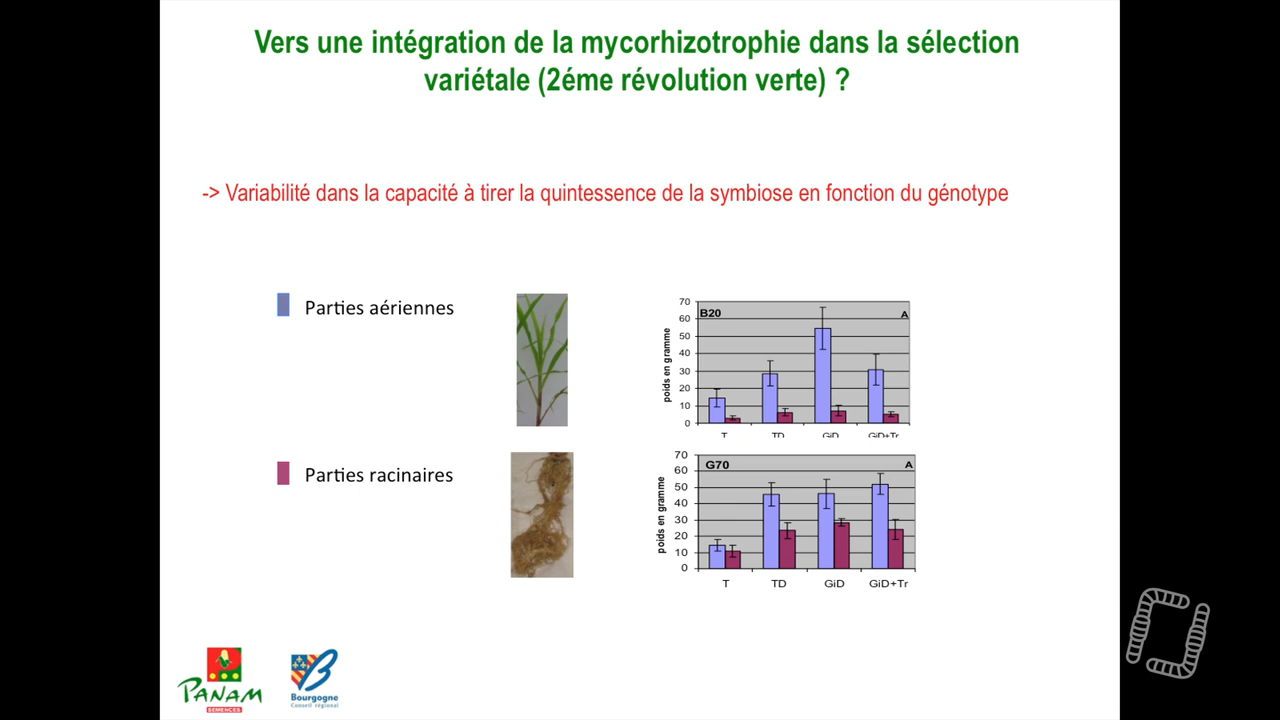 Vers une intégration de la mycorhizotrophie dans la sélection
variétale (2éme révolution verte) ?
-> Variabilité dans la capacité à tirer la quintessence de la symbiose en fonction du génotype
Parties aériennes
Parties racinaires
poids en gramme
70
60
50
40
30
20
10
0
B20
A
T
TD
GiD
GiD+Tr
poids en gramme
70
60
50
40
30
20
10
0
G70
A
T
TD
GiD
GiD+Tr
PANAM
SEMENCES
Bourgogne
Conseil régional